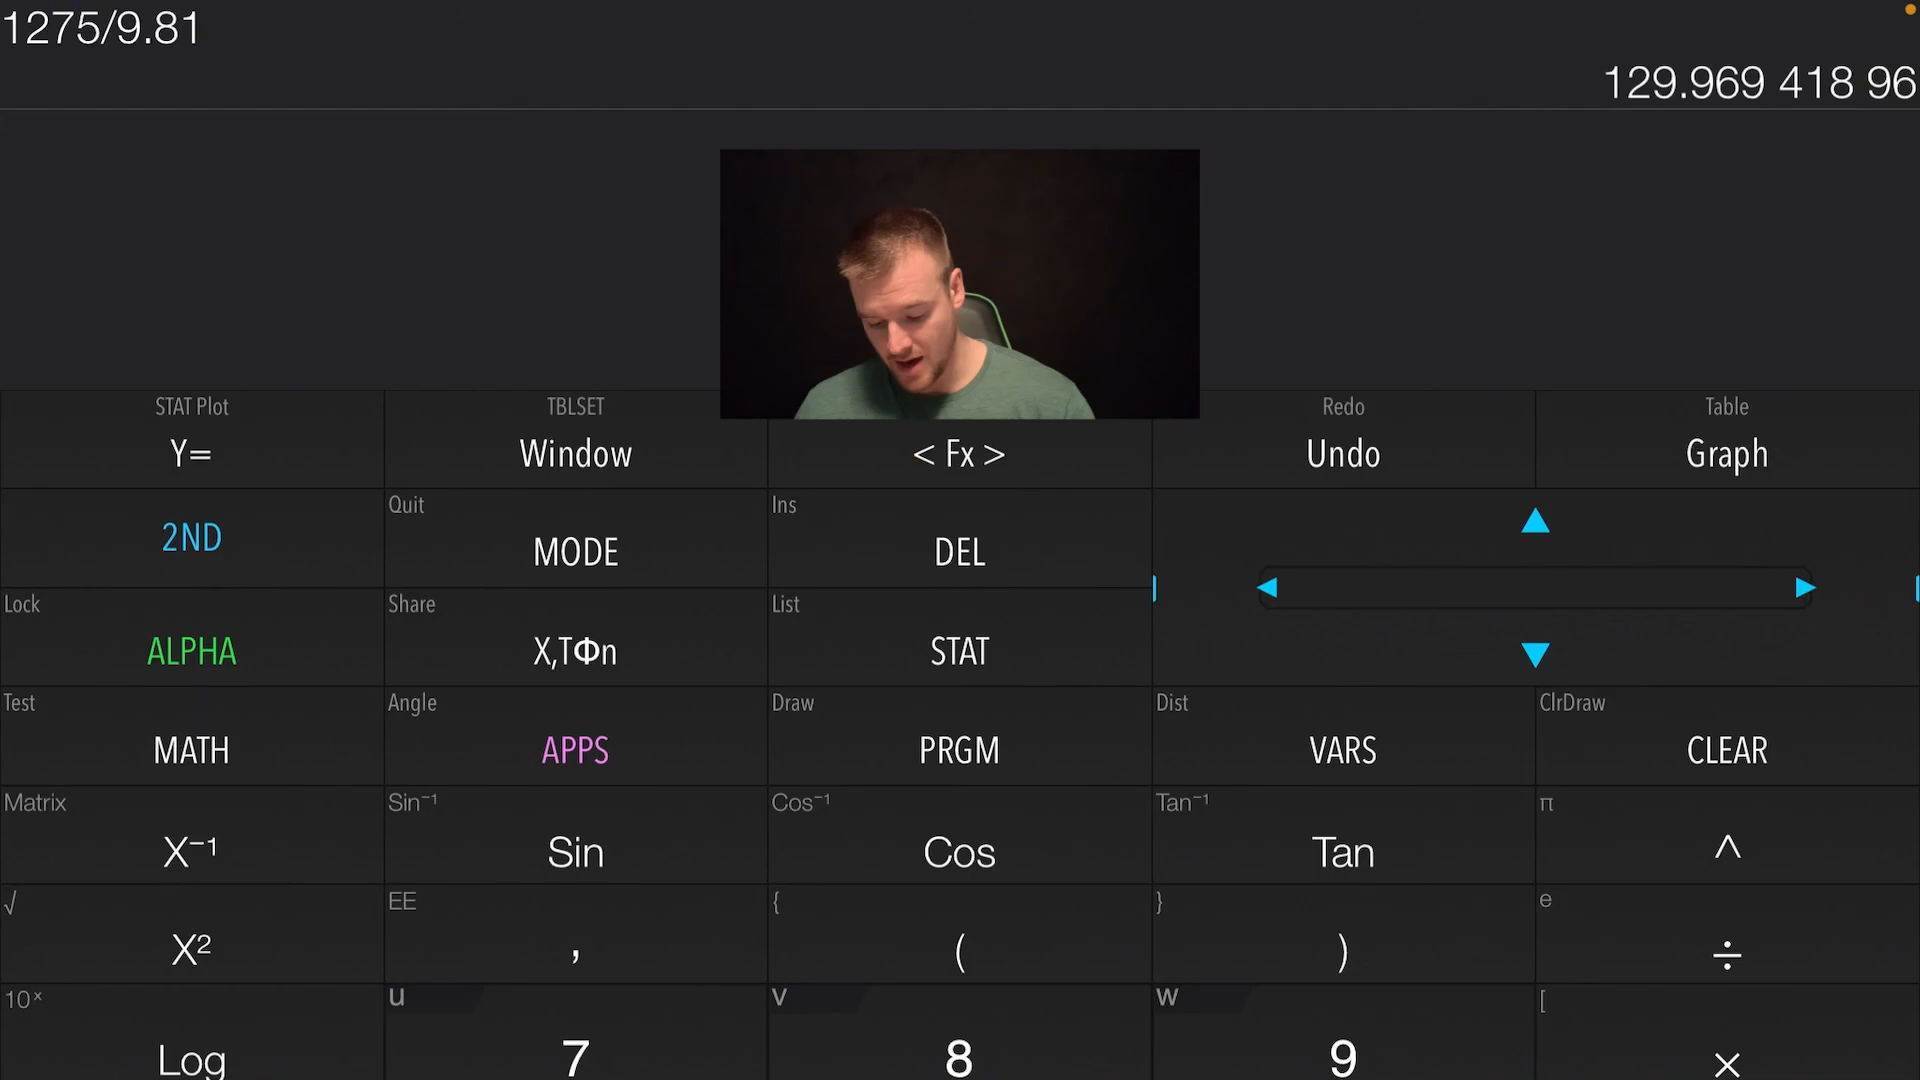 1275/9.81
129.969 418 96
STAT Plot
Y=
TBLSET
Window
< Fx >
Redo
Undo
Table
Graph
2ND
Quit
MODE
Ins
DEL
Lock
ALPHA
Share
X,TΦn
List
STAT
Test
MATH
Angle
APPS
Draw
PRGM
Dist
VARS
ClrDraw
CLEAR
Matrix
X⁻¹
Sin⁻¹
Sin
Cos⁻¹
Cos
Tan⁻¹
Tan
π
^
√
X²
EE
,
{
(
}
)
e
÷
10ˣ
Log
u
7
v
8
w
9
[
×